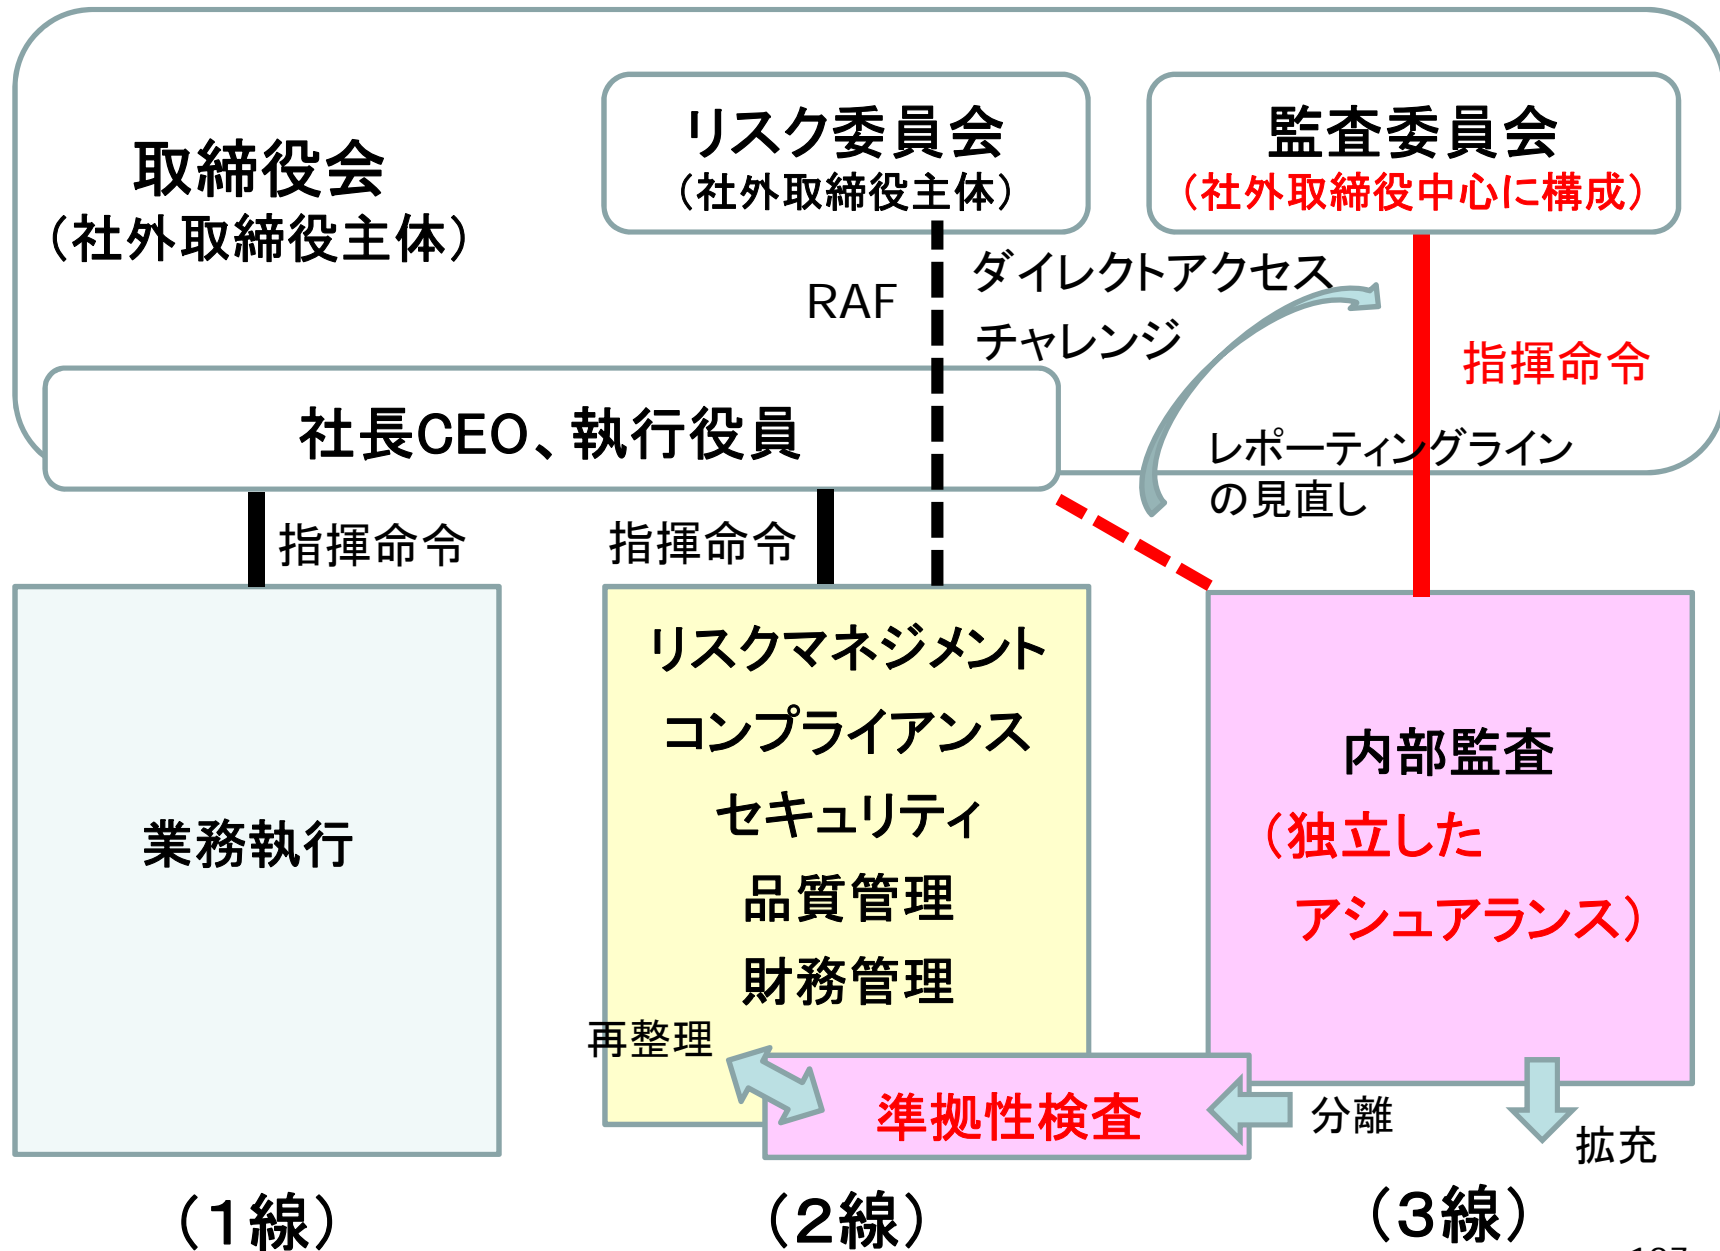 取締役会
（社外取締役主体）
リスク委員会
（社外取締役主体）
監査委員会
（社外取締役中心に構成）
RAF
ダイレクトアクセス
チャレンジ
指揮命令
社長CEO、執行役員
レポーティングライン
の見直し
指揮命令
指揮命令
業務執行
リスクマネジメント
コンプライアンス
セキュリティ
品質管理
財務管理
再整理
準拠性検査
内部監査
（独立した
アシュアランス）
分離
拡充
（１線）
（２線）
（３線）